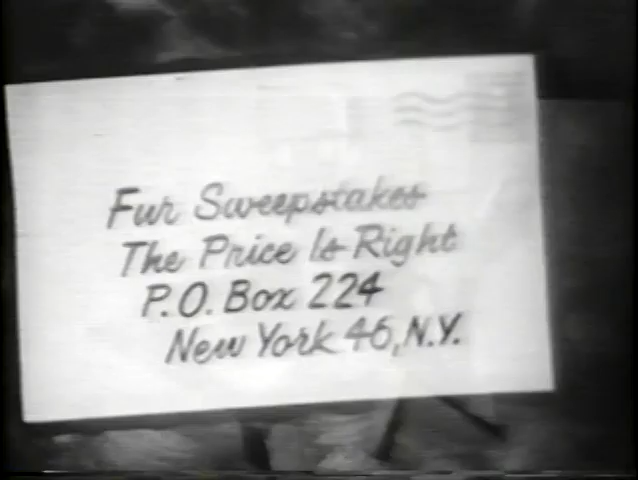 Fur Sweepstakes
The Price Is Right
P.O. Box 224
New York 46, N.Y.